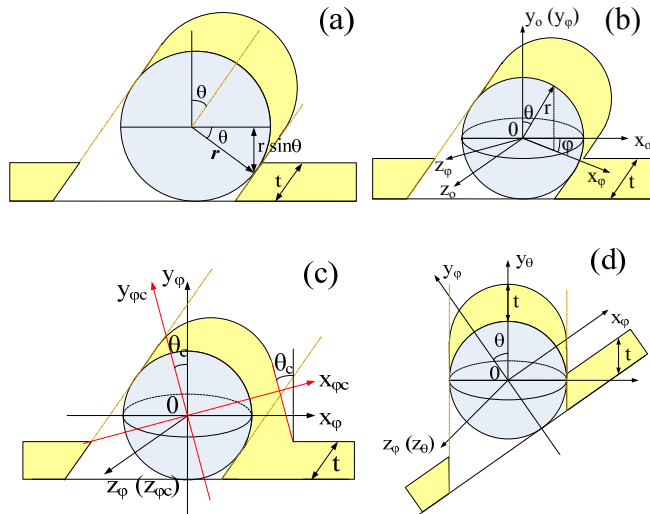 (a)
θ
θ
r
r sinθ
t
(b)
yₒ (yᵩ)
θ
r
0
φ
xₒ
zᵩ
zₒ
xᵩ
t
(c)
yᵩ
yᵩc
θc
θc
xᵩc
0
xᵩ
zᵩ (zᵩc)
t
(d)
yθ
yᵩ
t
xᵩ
θ
t
0
zᵩ (zθ)